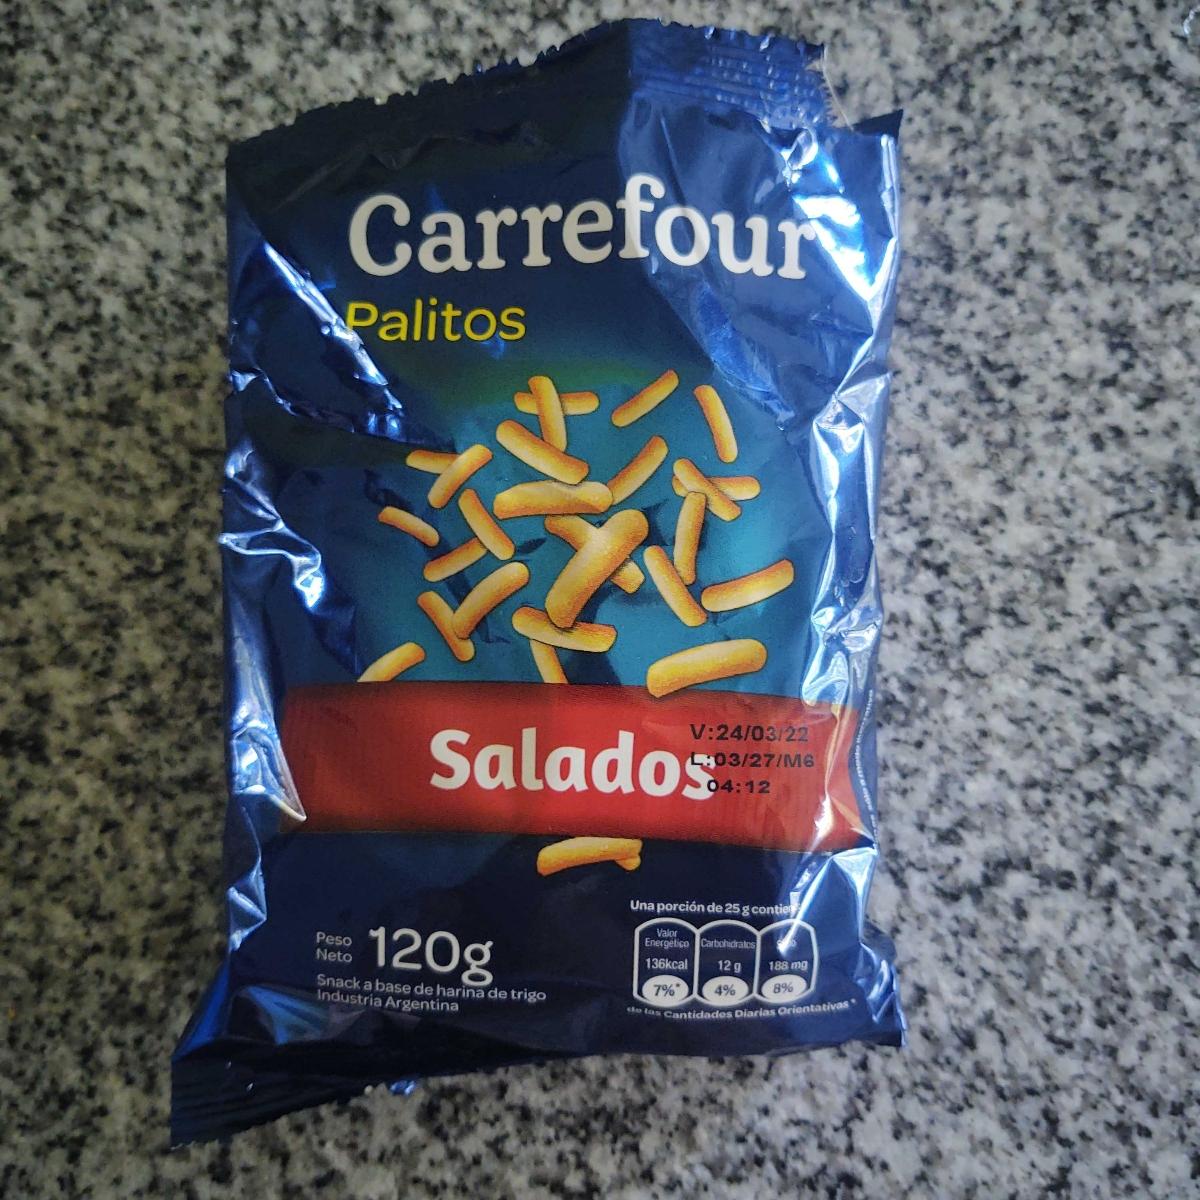 Carrefour
Palitos
Salados
V:24/03/22
L:03/27/M6
04:12
Peso
Neto
120g
Snack a base de harina de trigo
Industria Argentina
Una porción de 25 g
Valor
Energético
136kcal
7%*
Carbohidratos
12 g
4%
188 mg
8%
de las Cantidades Diarias Orientativas *